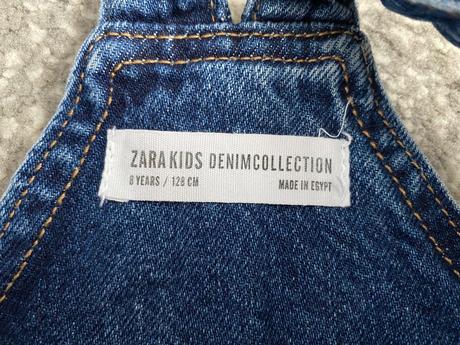 ZARA KIDS DENIMCOLLECTION
8 YEARS / 128 CM MADE IN EGYPT